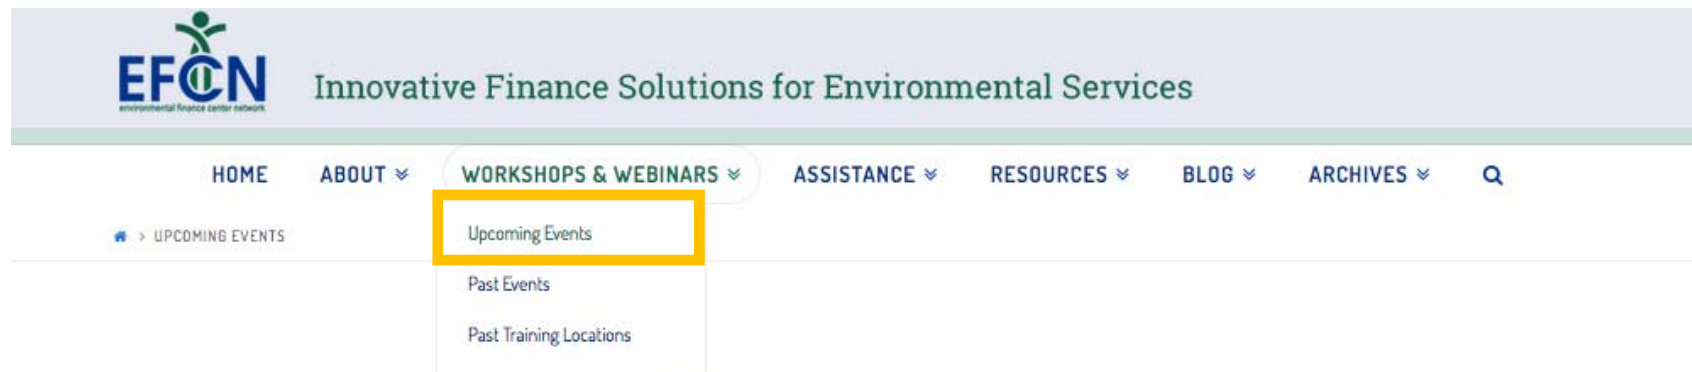 EFCN
environmental finance center network
Innovative Finance Solutions for Environmental Services
HOME ABOUT WORKSHOPS & WEBINARS ASSISTANCE RESOURCES BLOG ARCHIVES
> UPCOMING EVENTS
Upcoming Events
Past Events
Past Training Locations